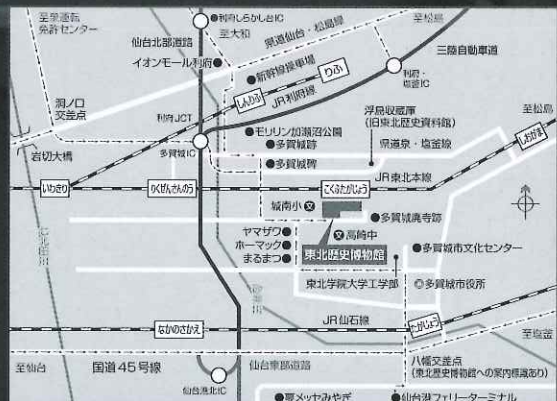 至泉運転
免許センター
●利府しらかし台IC
至大和
仙台北部道路
イオンモール利府●
県道仙台・松島線
至松島
三陸自動車道
●新幹線操車場
りふ
しんりふ
JR利府線
利府・
塩釜IC
洞ノ口
交差点
利府JCT
岩切大橋
多賀城IC
●モリリン加瀬沼公園
●多賀城跡
●多賀城碑
浮島収蔵庫
(旧東北歴史資料館)
県道泉・塩釜線
至松島
しおがま
JR東北本線
いわきり
りくぜんさんのう
こくふたがじょう
城南小
文
●多賀城廃寺跡
文
高崎中
ヤマザワ●
ホーマック●
まるまつ●
東北歴史博物館
●多賀城市文化センター
東北学院大学工学部
◎多賀城市役所
砂押川
JR仙石線
なかのさかえ
たがじょう
至塩釜
至仙台
国道45号線
仙台東部道路
仙台港北IC
八幡交差点
(東北歴史博物館への案内標識あり)
●夢メッセみやぎ
●仙台港フェリーターミナル